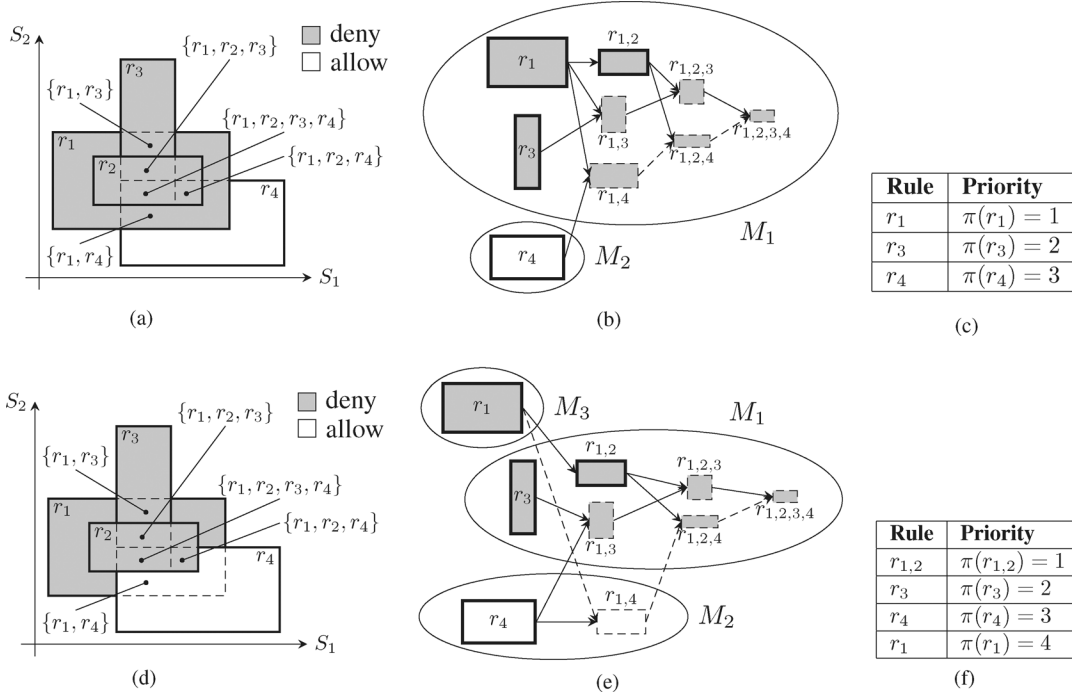 S₂
deny
allow
{r₁, r₂, r₃}
r₃
{r₁, r₃}
{r₁, r₂, r₃, r₄}
r₁
{r₁, r₂, r₄}
r₂
r₄
{r₁, r₄}
S₁
(a)
r₁
r₁,₂
r₁,₂,₃
r₃
r₁,₃
r₁,₂,₃,₄
r₁,₂,₄
r₁,₄
M₁
r₄
M₂
(b)
Rule Priority
r₁ π(r₁) = 1
r₃ π(r₃) = 2
r₄ π(r₄) = 3
(c)
S₂
deny
allow
{r₁, r₂, r₃}
r₃
{r₁, r₃}
{r₁, r₂, r₃, r₄}
r₁
{r₁, r₂, r₄}
r₂
r₄
{r₁, r₄}
S₁
(d)
r₁
M₃
M₁
r₁,₂
r₁,₂,₃
r₃
r₁,₂,₃,₄
r₁,₃
r₁,₂,₄
r₁,₄
r₄
M₂
(e)
Rule Priority
r₁,₂ π(r₁,₂) = 1
r₃ π(r₃) = 2
r₄ π(r₄) = 3
r₁ π(r₁) = 4
(f)